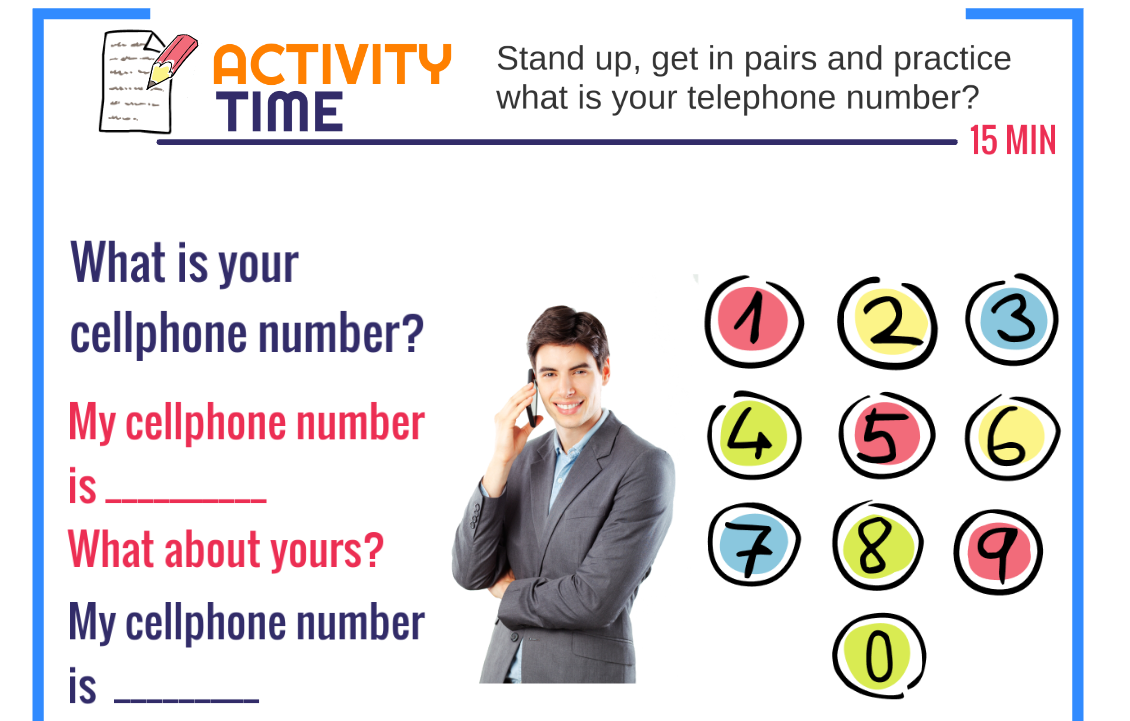 ACTIVITY
TIME
Stand up, get in pairs and practice
what is your telephone number?
15 MIN
What is your
cellphone number?
My cellphone number
is __________
What about yours?
My cellphone number
is _________
1 2 3
4 5 6
7 8 9
0